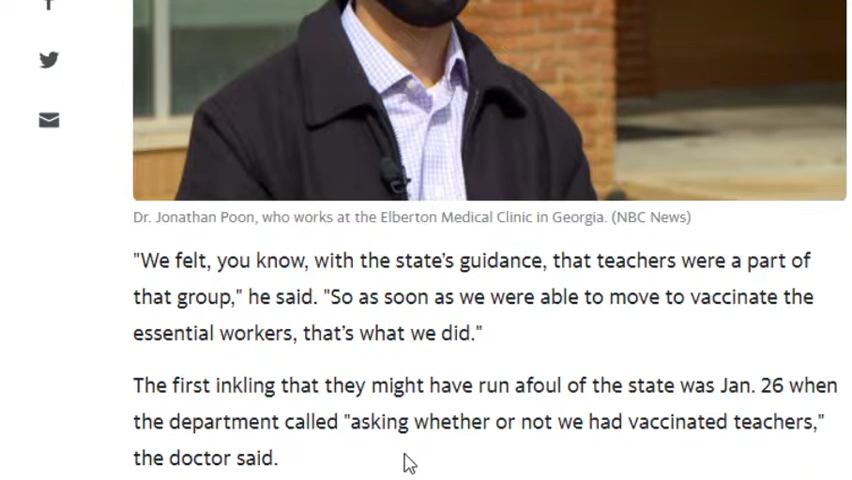 Dr. Jonathan Poon, who works at the Elberton Medical Clinic in Georgia. (NBC News)
"We felt, you know, with the state's guidance, that teachers were a part of
that group," he said. "So as soon as we were able to move to vaccinate the
essential workers, that's what we did."
The first inkling that they might have run afoul of the state was Jan. 26 when
the department called "asking whether or not we had vaccinated teachers,"
the doctor said.